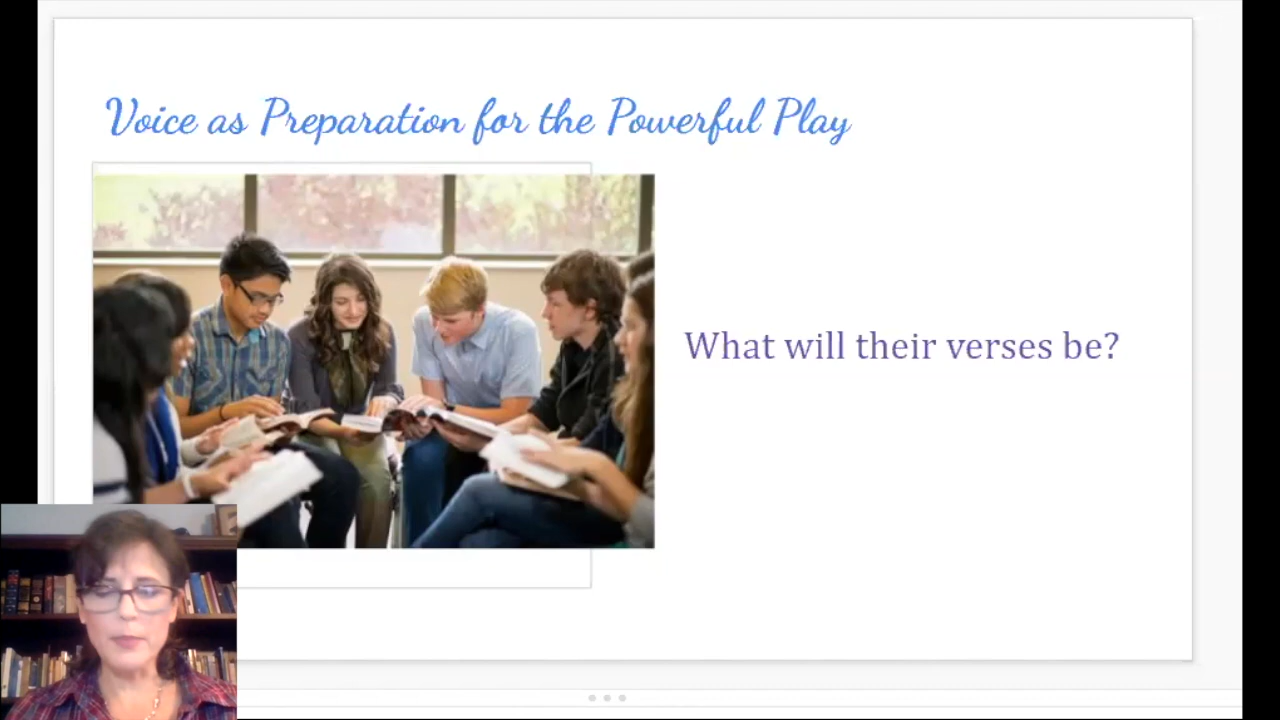 Voice as Preparation for the Powerful Play
What will their verses be?